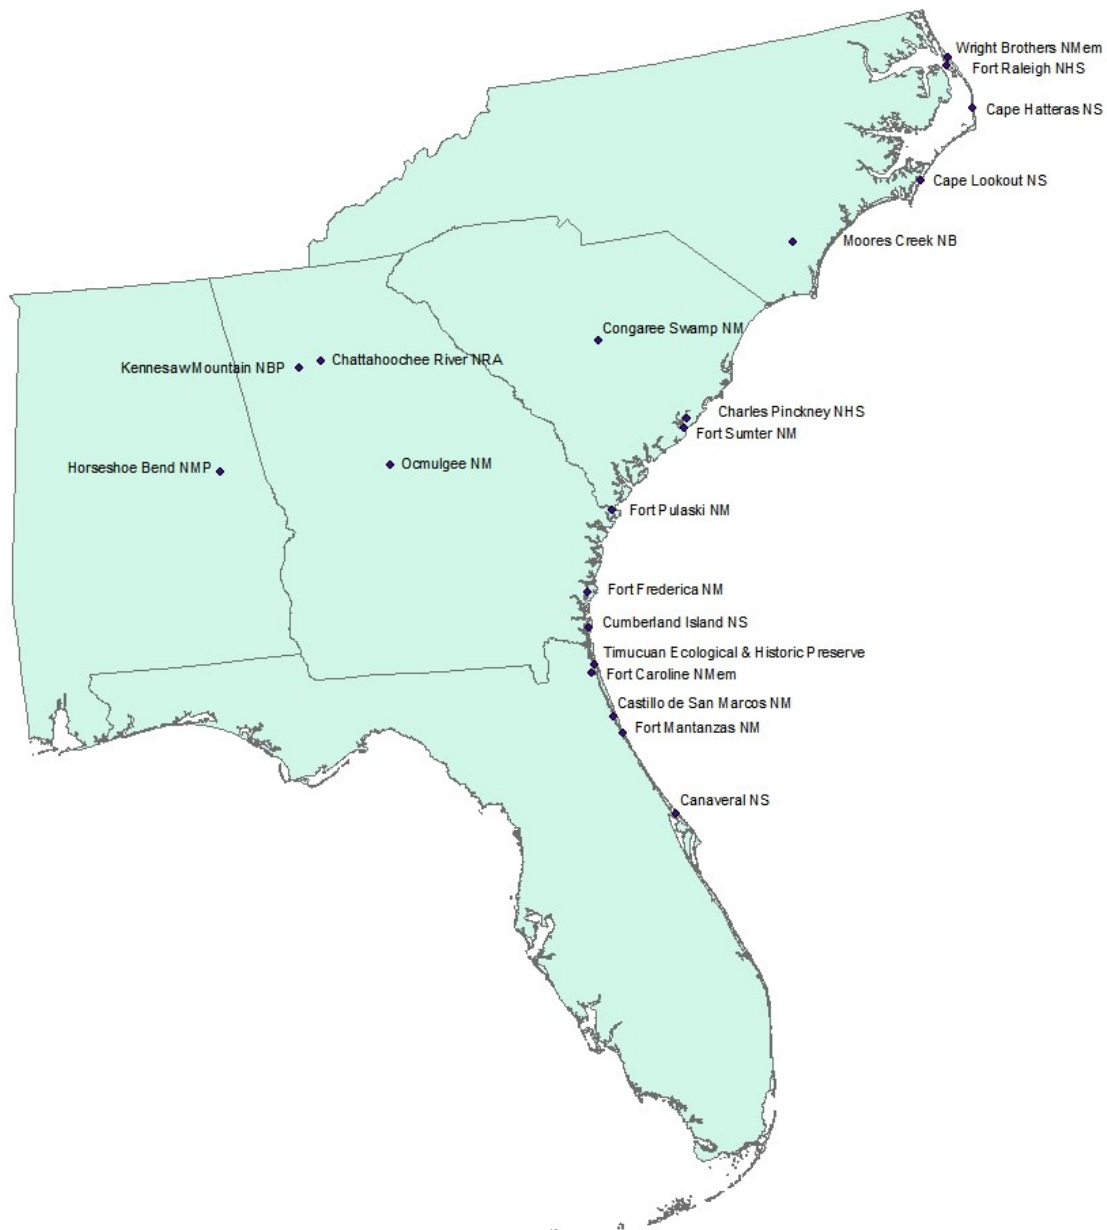 Wright Brothers NMem
Fort Raleigh NHS
Cape Hatteras NS
Cape Lookout NS
Moores Creek NB
Congaree Swamp NM
Chattahoochee River NRA
Kennesaw Mountain NBP
Charles Pinckney NHS
Fort Sumter NM
Ocmulgee NM
Horseshoe Bend NMP
Fort Pulaski NM
Fort Frederica NM
Cumberland Island NS
Timucuan Ecological & Historic Preserve
Fort Caroline NMem
Castillo de San Marcos NM
Fort Mantanzas NM
Canaveral NS